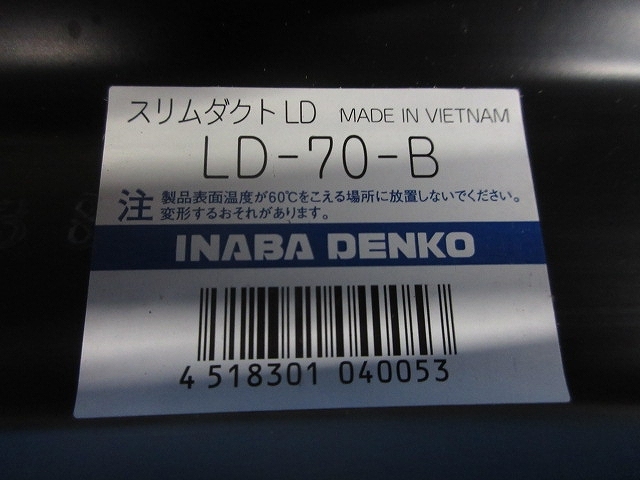 スリムダクトLD MADE IN VIETNAM
LD-70-B
注 製品表面温度が60℃をこえる場所に放置しないでください。
変形するおそれがあります。
INABA DENKO
4 518301 040053